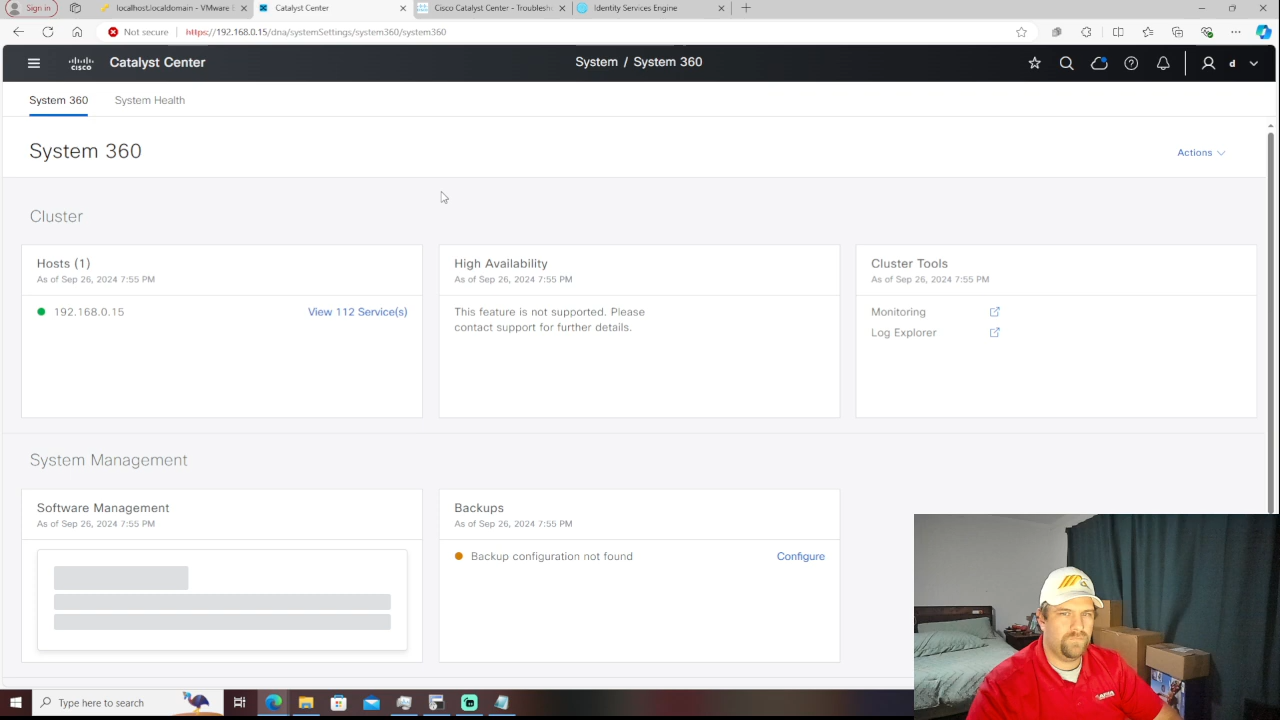 Sign in
localhost.localdomain - VMware
Catalyst Center
Cisco Catalyst Center - Troublesh
Identity Services Engine
Not secure
https://192.168.0.15/dna/systemSettings/system360/system360
CISCO
Catalyst Center
System / System 360
d
System 360
System Health
System 360
Actions
Cluster
Hosts (1)
As of Sep 26, 2024 7:55 PM
192.168.0.15
View 112 Service(s)
High Availability
As of Sep 26, 2024 7:55 PM
This feature is not supported. Please
contact support for further details.
Cluster Tools
As of Sep 26, 2024 7:55 PM
Monitoring
Log Explorer
System Management
Software Management
As of Sep 26, 2024 7:55 PM
Backups
As of Sep 26, 2024 7:55 PM
Backup configuration not found
Configure
Type here to search